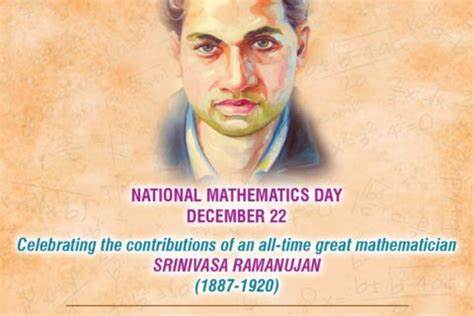 NATIONAL MATHEMATICS DAY
DECEMBER 22
Celebrating the contributions of an all-time great mathematician
SRINIVASA RAMANUJAN
(1887-1920)